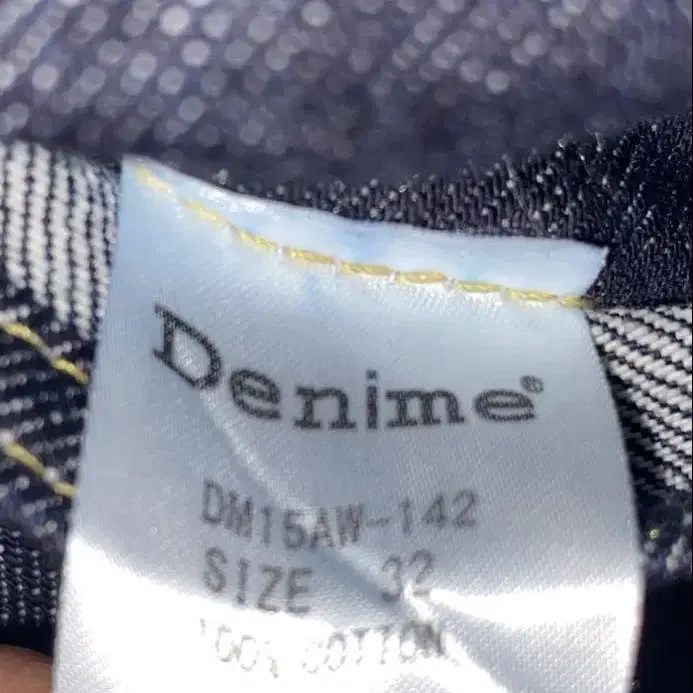 Denime®
DM15AW-142
SIZE 32
100% COTTON